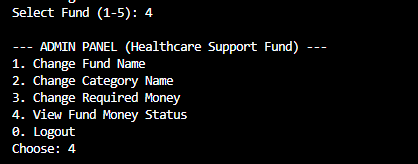 Select Fund (1-5): 4
--- ADMIN PANEL (Healthcare Support Fund) ---
1. Change Fund Name
2. Change Category Name
3. Change Required Money
4. View Fund Money Status
0. Logout
Choose: 4